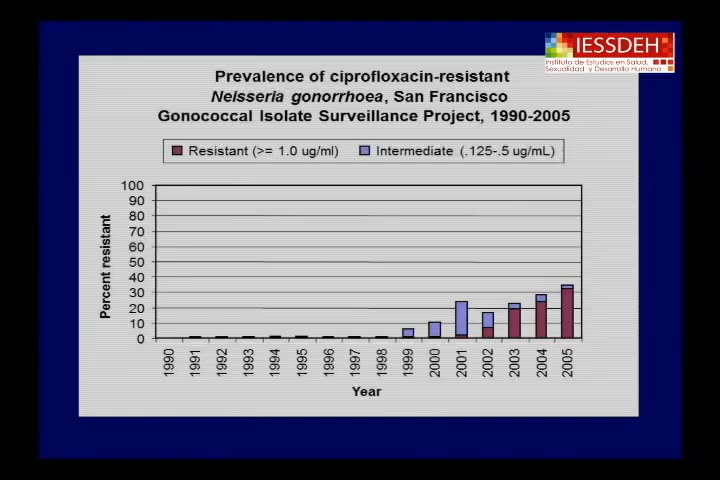 IESSDEH
Instituto de Estudios en Salud,
Sexualidad y Desarrollo Humano
Prevalence of ciprofloxacin-resistant
Neisseria gonorrhoea, San Francisco
Gonococcal Isolate Surveillance Project, 1990-2005
Resistant (>= 1.0 ug/ml) Intermediate (.125-.5 ug/mL)
Percent resistant
100
90
80
70
60
50
40
30
20
10
0
1990 1991 1992 1993 1994 1995 1996 1997 1998 1999 2000 2001 2002 2003 2004 2005
Year